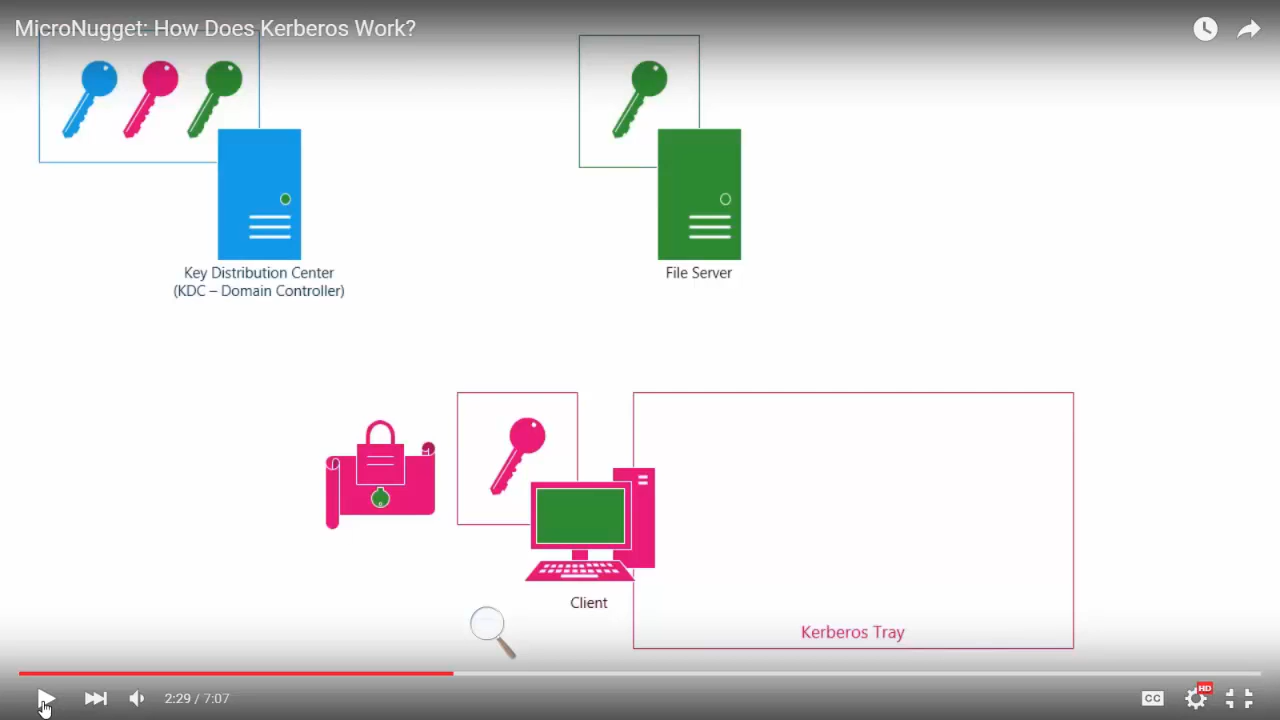 MicroNugget: How Does Kerberos Work?
Key Distribution Center
(KDC – Domain Controller)
File Server
Client
Kerberos Tray
2:29 / 7:07
CC
HD